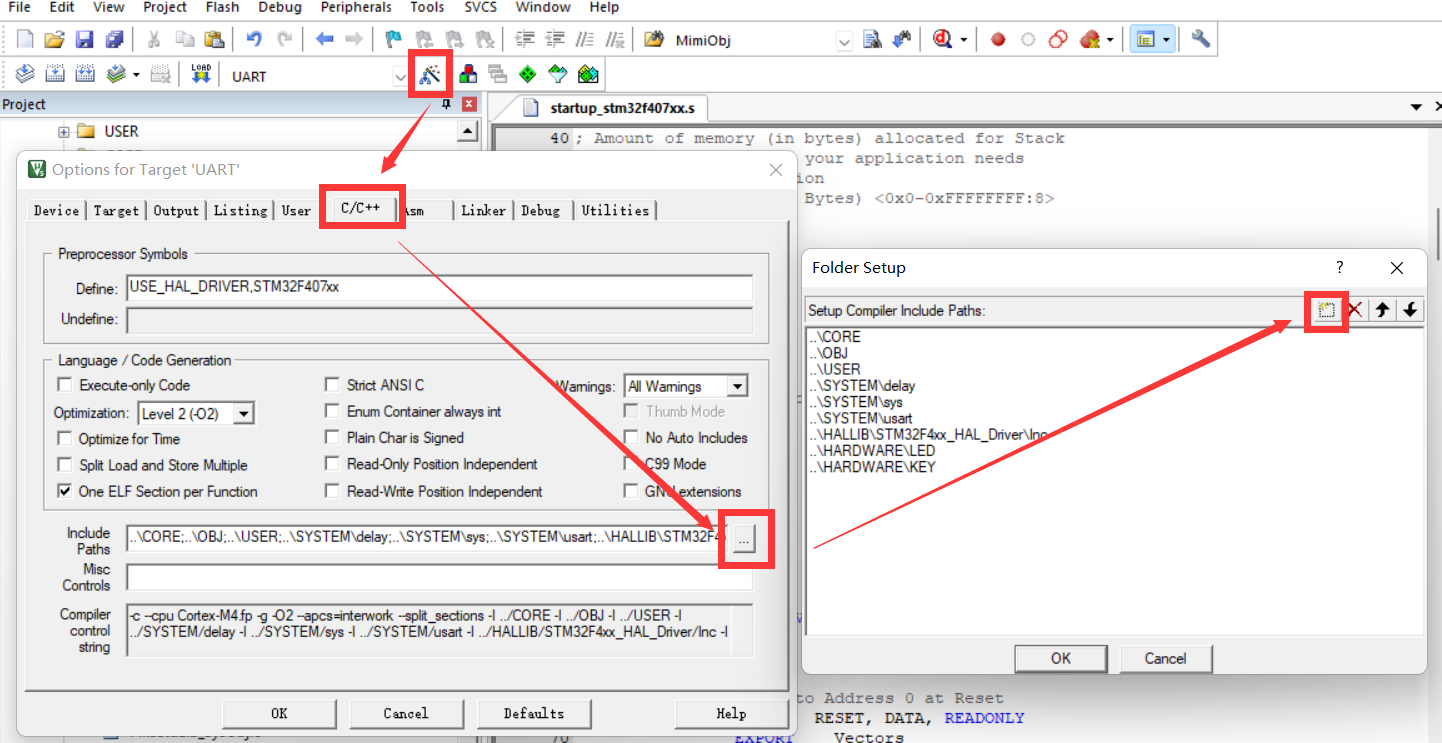 File Edit View Project Flash Debug Peripherals Tools SVCS Window Help
MimiObj
LOAD UART
Project
USER
startup_stm32f407xx.s
40 ; Amount of memory (in bytes) allocated for Stack
your application needs
ion
Bytes) <0x0-0xFFFFFFFF:8>
Options for Target 'UART'
Device Target Output Listing User C/C++ Asm Linker Debug Utilities
Preprocessor Symbols
Define: USE_HAL_DRIVER,STM32F407xx
Undefine:
Language / Code Generation
Execute-only Code
Strict ANSI C
Warnings: All Warnings
Optimization: Level 2 (-O2)
Enum Container always int
Thumb Mode
Optimize for Time
Plain Char is Signed
No Auto Includes
Split Load and Store Multiple
Read-Only Position Independent
C99 Mode
One ELF Section per Function
Read-Write Position Independent
GNU extensions
Include Paths
..\CORE;..\OBJ;..\USER;..\SYSTEM\delay;..\SYSTEM\sys;..\SYSTEM\usart;..\HALLIB\STM32F4
...
Misc Controls
Compiler control string
-c --cpu Cortex-M4.fp -g -O2 --apcs=interwork --split_sections -I ../CORE -I ../OBJ -I ../USER -I
../SYSTEM/delay -I ../SYSTEM/sys -I ../SYSTEM/usart -I ../HALLIB/STM32F4xx_HAL_Driver/Inc -I
OK Cancel Defaults Help
Folder Setup
?
Setup Compiler Include Paths:
..\CORE
..\OBJ
..\USER
..\SYSTEM\delay
..\SYSTEM\sys
..\SYSTEM\usart
..\HALLIB\STM32F4xx_HAL_Driver\Inc
..\HARDWARE\LED
..\HARDWARE\KEY
OK Cancel
to Address 0 at Reset
RESET, DATA, READONLY
70 EXPORT Vectors